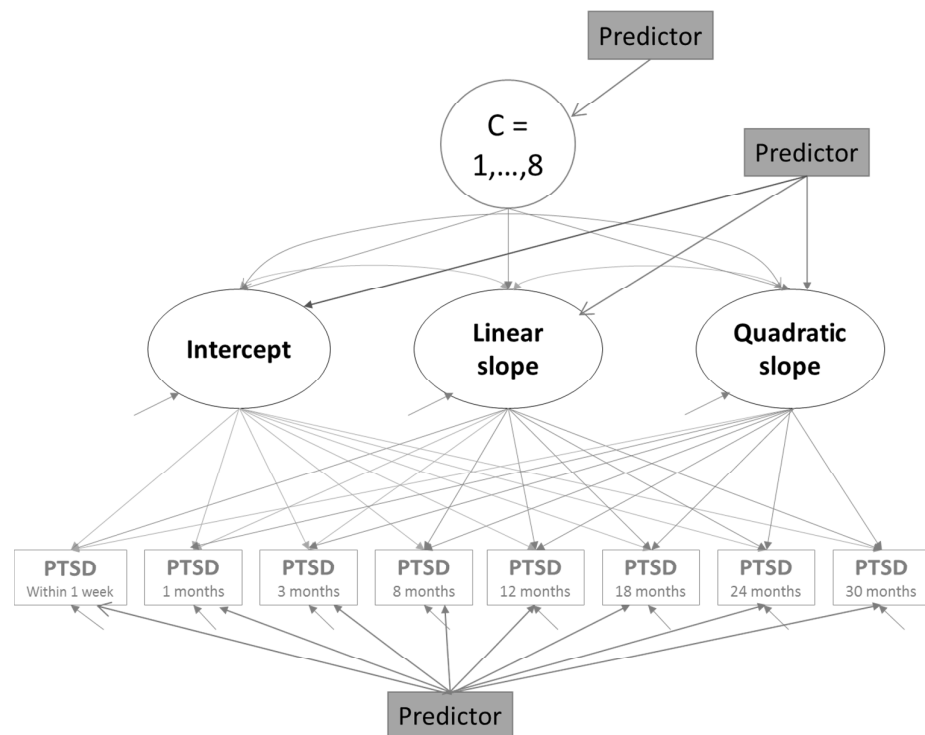 Predictor
C =
1,...,8
Predictor
Intercept
Linear
slope
Quadratic
slope
PTSD
Within 1 week
PTSD
1 months
PTSD
3 months
PTSD
8 months
PTSD
12 months
PTSD
18 months
PTSD
24 months
PTSD
30 months
Predictor